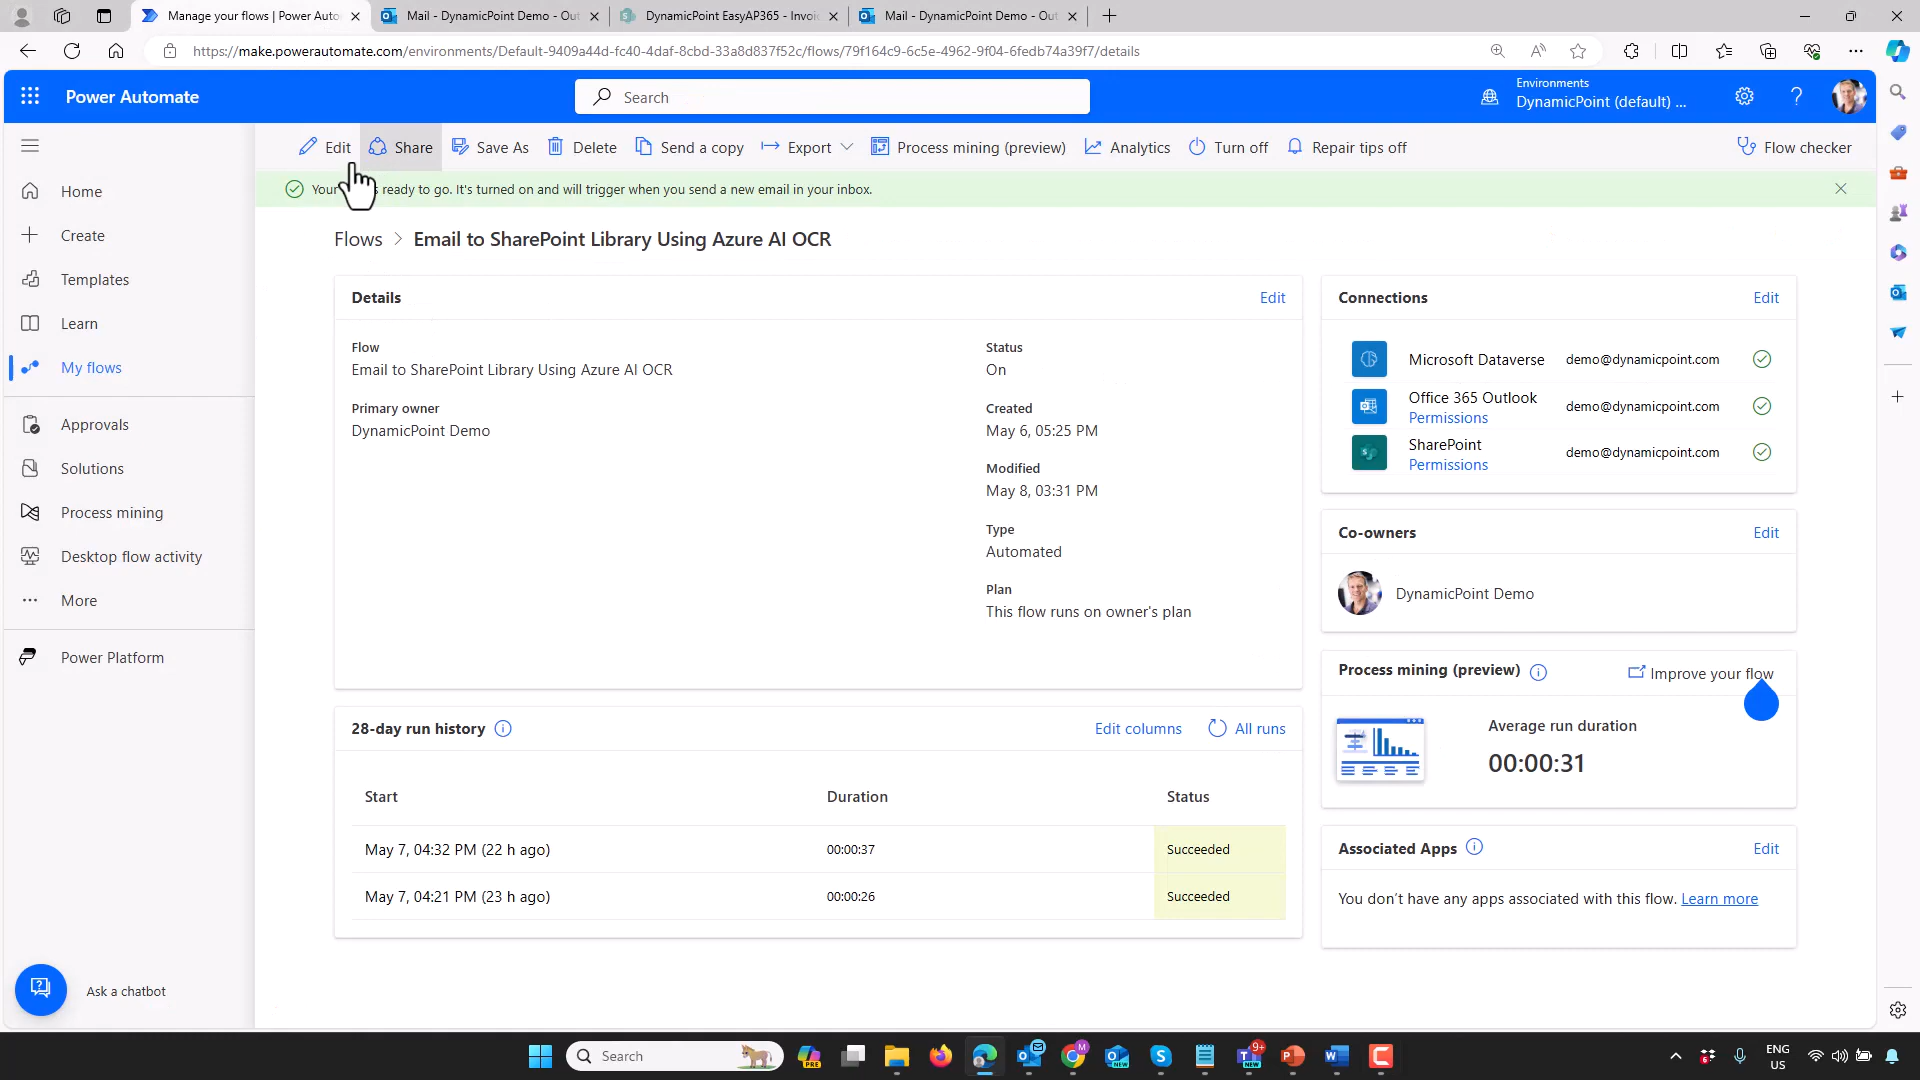 Manage your flows | Power Auto
Mail - DynamicPoint Demo - Out
DynamicPoint EasyAP365 - Invoi
Mail - DynamicPoint Demo - Out
https://make.powerautomate.com/environments/Default-9409a44d-fc40-4daf-8cbd-33a8d837f52c/flows/79f164c9-6c5e-4962-9f04-6fedb74a39f7/details
Power Automate
Search
Environments
DynamicPoint (default) ...
Edit
Share
Save As
Delete
Send a copy
Export
Process mining (preview)
Analytics
Turn off
Repair tips off
Flow checker
Your ready to go. It's turned on and will trigger when you send a new email in your inbox.
Home
Create
Templates
Learn
My flows
Approvals
Solutions
Process mining
Desktop flow activity
More
Power Platform
Ask a chatbot
Flows > Email to SharePoint Library Using Azure AI OCR
Details
Edit
Flow
Email to SharePoint Library Using Azure AI OCR
Primary owner
DynamicPoint Demo
Status
On
Created
May 6, 05:25 PM
Modified
May 8, 03:31 PM
Type
Automated
Plan
This flow runs on owner's plan
28-day run history
Edit columns
All runs
Start Duration Status
May 7, 04:32 PM (22 h ago) 00:00:37 Succeeded
May 7, 04:21 PM (23 h ago) 00:00:26 Succeeded
Connections
Edit
Microsoft Dataverse demo@dynamicpoint.com
Office 365 Outlook demo@dynamicpoint.com
Permissions
SharePoint demo@dynamicpoint.com
Permissions
Co-owners
Edit
DynamicPoint Demo
Process mining (preview)
Improve your flow
Average run duration
00:00:31
Associated Apps
Edit
You don't have any apps associated with this flow. Learn more
Search
PRE
NEW
9+
NEW
ENG
US